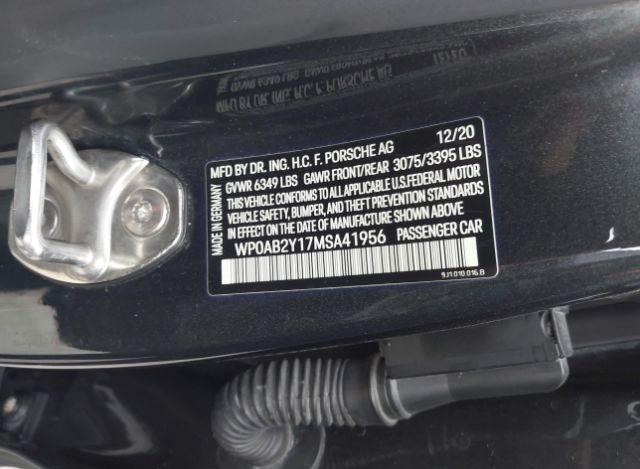 MFD BY DR. ING. H.C. F. PORSCHE AG 12/20
GVWR 6349 LBS GAWR FRONT/REAR 3075/3395 LBS
THIS VEHICLE CONFORMS TO ALL APPLICABLE U.S.FEDERAL MOTOR
VEHICLE SAFETY, BUMPER, AND THEFT PREVENTION STANDARDS
IN EFFECT ON THE DATE OF MANUFACTURE SHOWN ABOVE
WP0AB2Y17MSA41956 PASSENGER CAR
9J1.010.016.B
MADE IN GERMANY